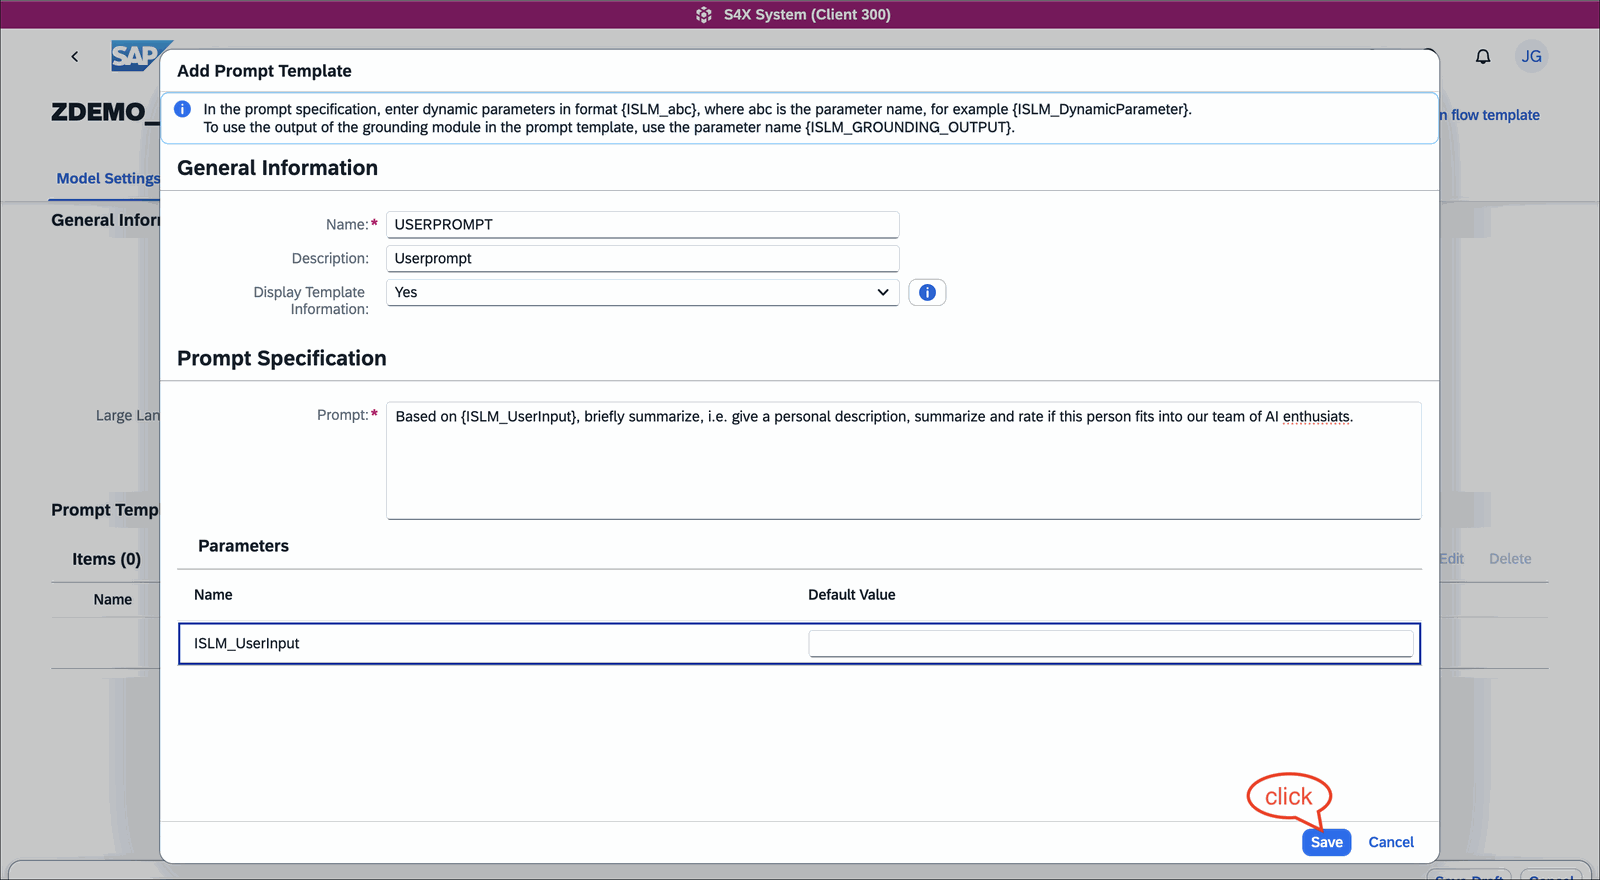 S4X System (Client 300)
SAP
JG
ZDEMO_
n flow template
Model Settings
General Infor
Large Lan
Prompt Temp
Items (0)
Edit
Delete
Name
Add Prompt Template
In the prompt specification, enter dynamic parameters in format {ISLM_abc}, where abc is the parameter name, for example {ISLM_DynamicParameter}.
To use the output of the grounding module in the prompt template, use the parameter name {ISLM_GROUNDING_OUTPUT}.
General Information
Name:* USERPROMPT
Description: Userprompt
Display Template Information: Yes
Prompt Specification
Prompt:* Based on {ISLM_UserInput}, briefly summarize, i.e. give a personal description, summarize and rate if this person fits into our team of AI enthusiats.
Parameters
Name Default Value
ISLM_UserInput
click
Save Cancel
Save Draft Cancel